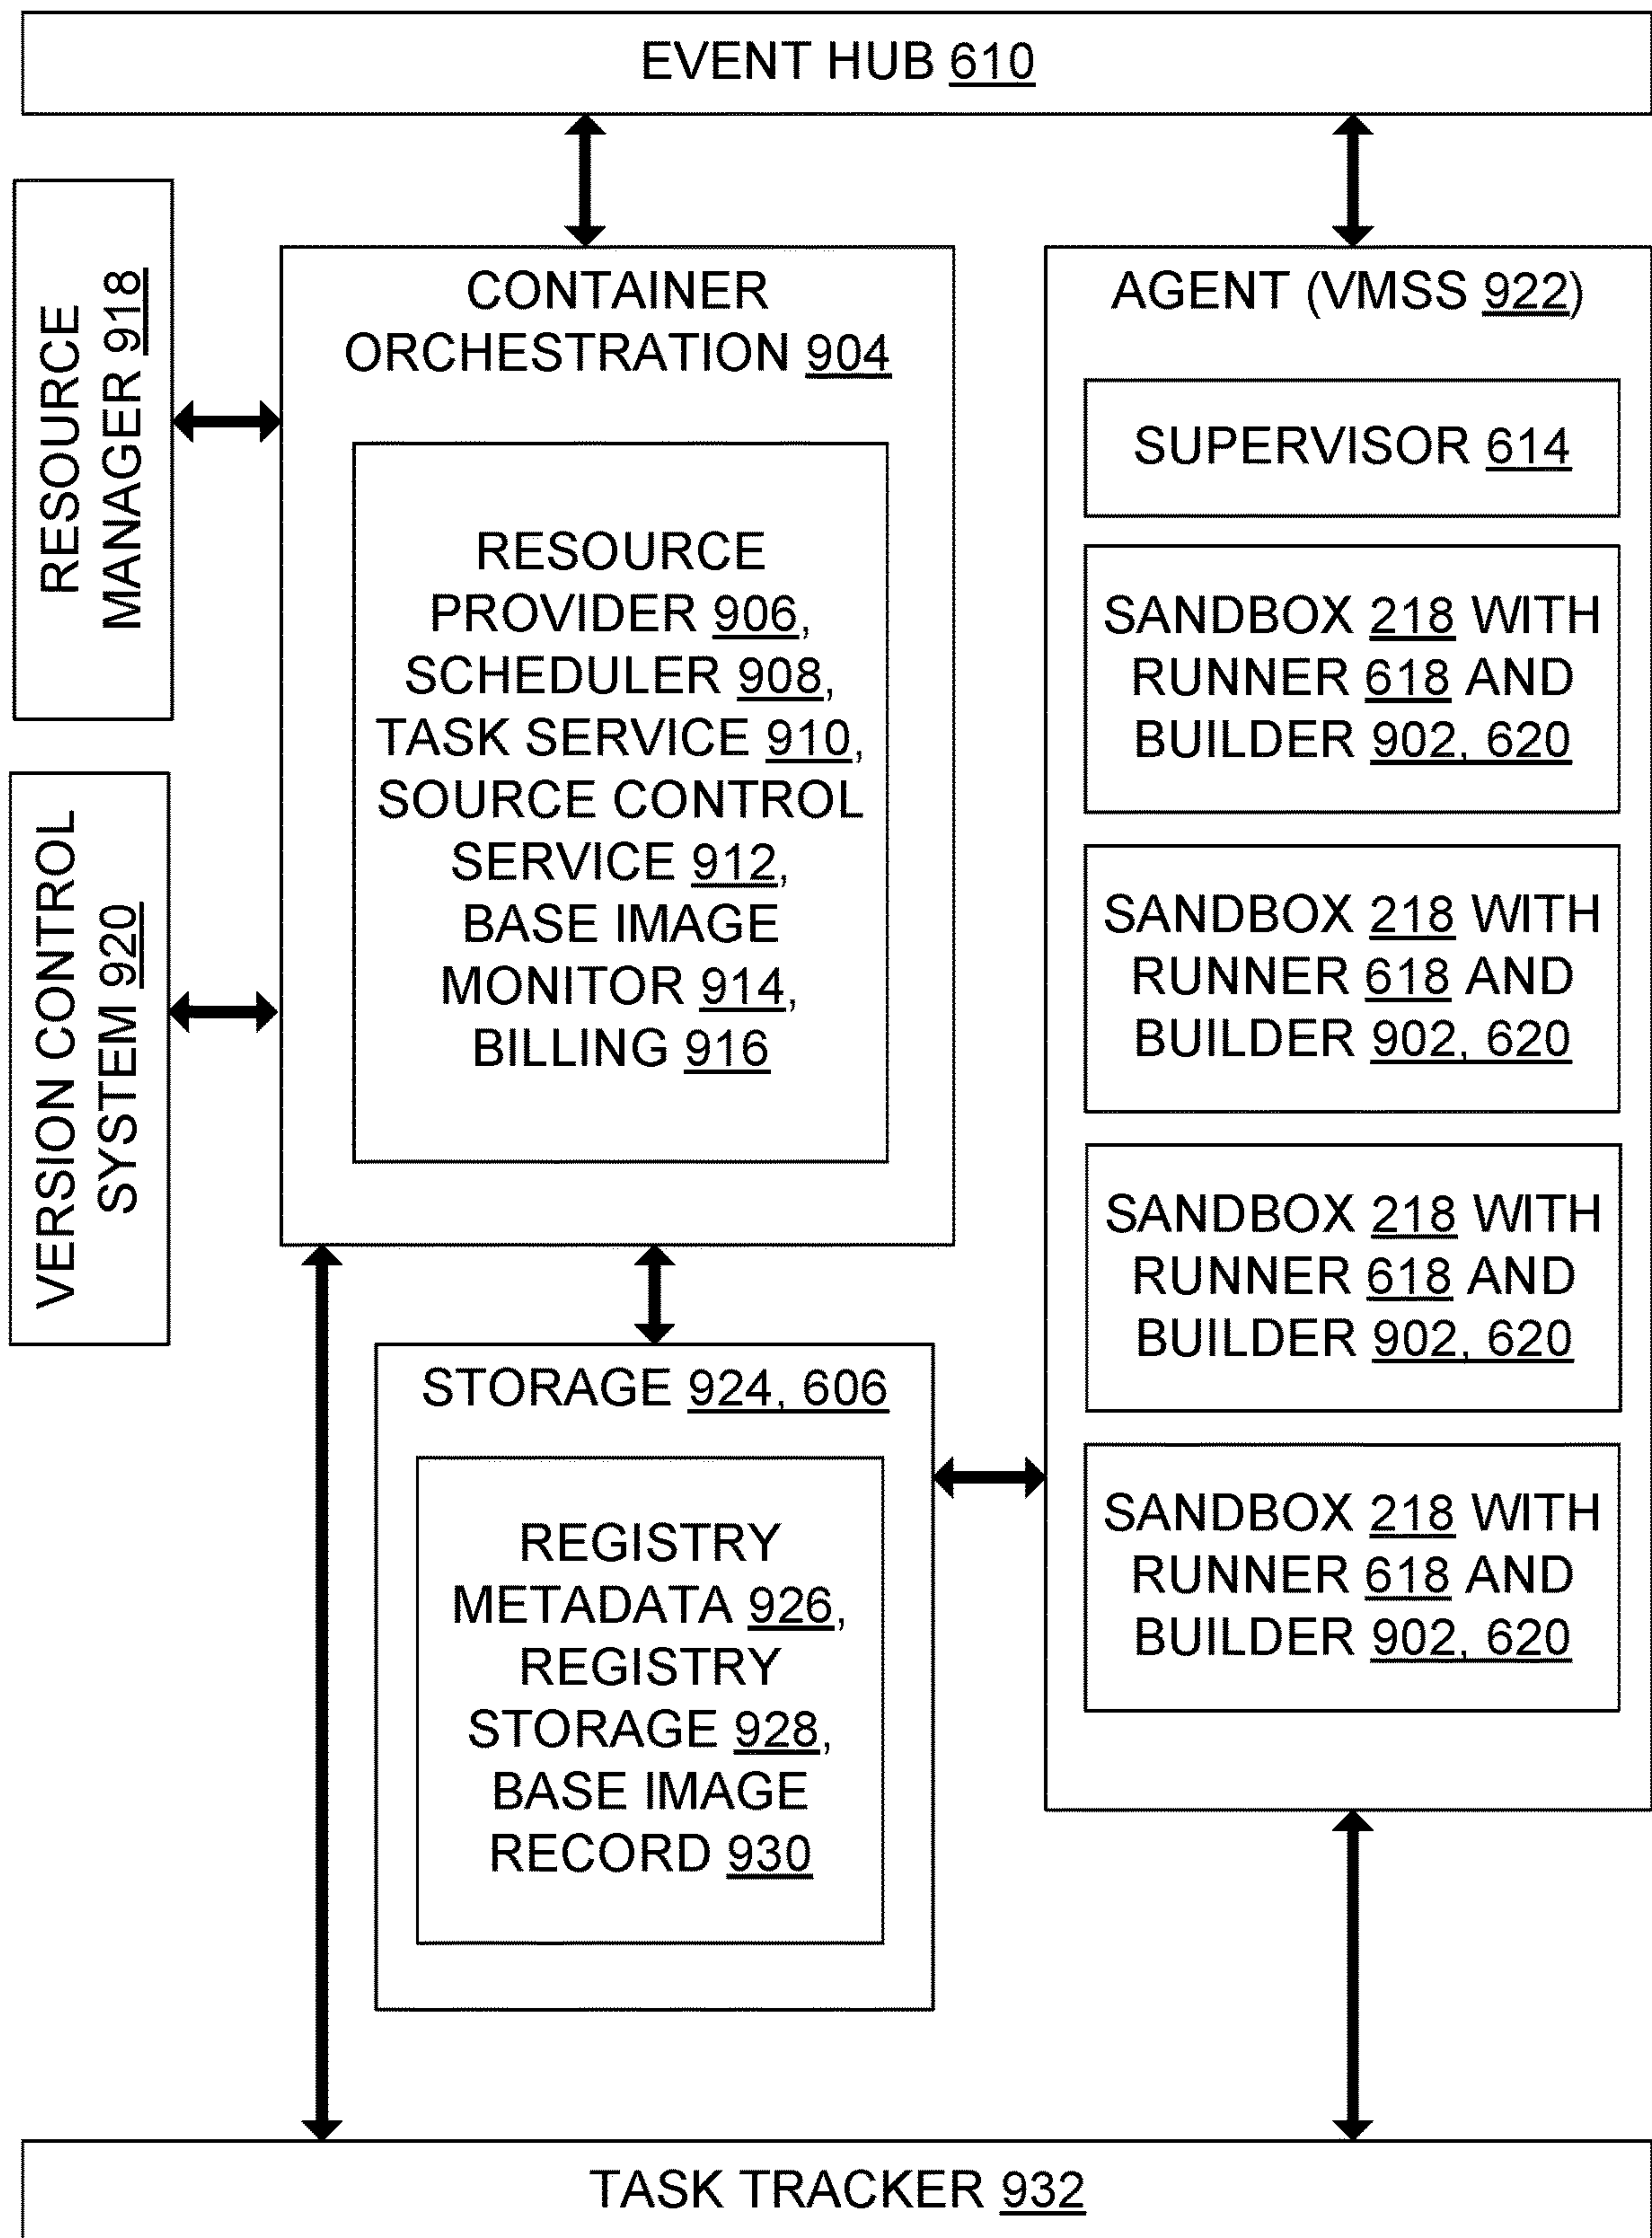 EVENT HUB 610
RESOURCE
MANAGER 918
VERSION CONTROL
SYSTEM 920
CONTAINER
ORCHESTRATION 904
RESOURCE
PROVIDER 906,
SCHEDULER 908,
TASK SERVICE 910,
SOURCE CONTROL
SERVICE 912,
BASE IMAGE
MONITOR 914,
BILLING 916
STORAGE 924, 606
REGISTRY
METADATA 926,
REGISTRY
STORAGE 928,
BASE IMAGE
RECORD 930
AGENT (VMSS 922)
SUPERVISOR 614
SANDBOX 218 WITH
RUNNER 618 AND
BUILDER 902, 620
SANDBOX 218 WITH
RUNNER 618 AND
BUILDER 902, 620
SANDBOX 218 WITH
RUNNER 618 AND
BUILDER 902, 620
SANDBOX 218 WITH
RUNNER 618 AND
BUILDER 902, 620
TASK TRACKER 932